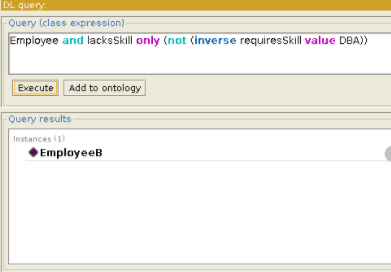 DL query:
Query (class expression)
Employee and lacksSkill only (not (inverse requiresSkill value DBA))
Execute Add to ontology
Query results
Instances (1)
EmployeeB